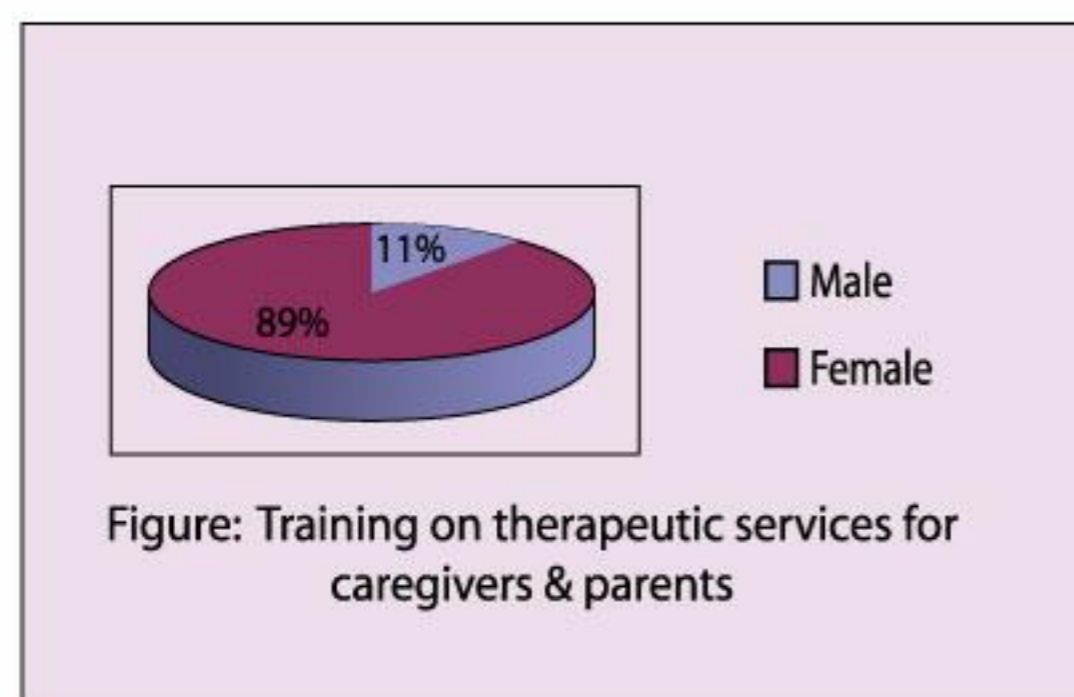 11%
89%
Male
Female
Figure: Training on therapeutic services for
caregivers & parents